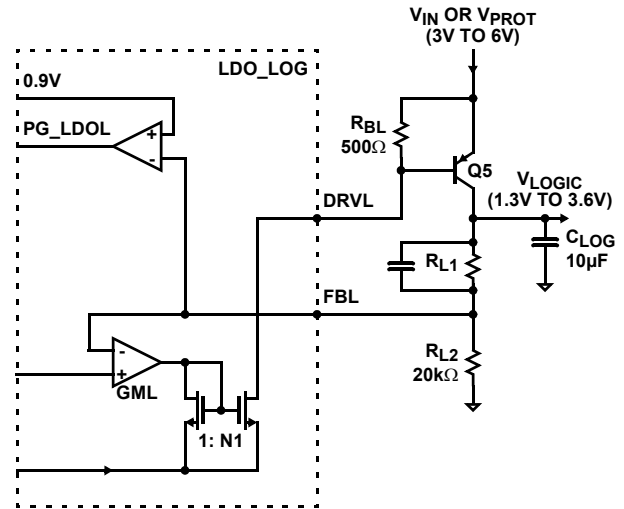 V_IN OR V_PROT
(3V TO 6V)
LDO_LOG
0.9V
PG_LDOL
+
-
R_BL
500Ω
Q5
DRVL
V_LOGIC
(1.3V TO 3.6V)
C_LOG
10µF
R_L1
FBL
-
+
GML
1: N1
R_L2
20kΩ